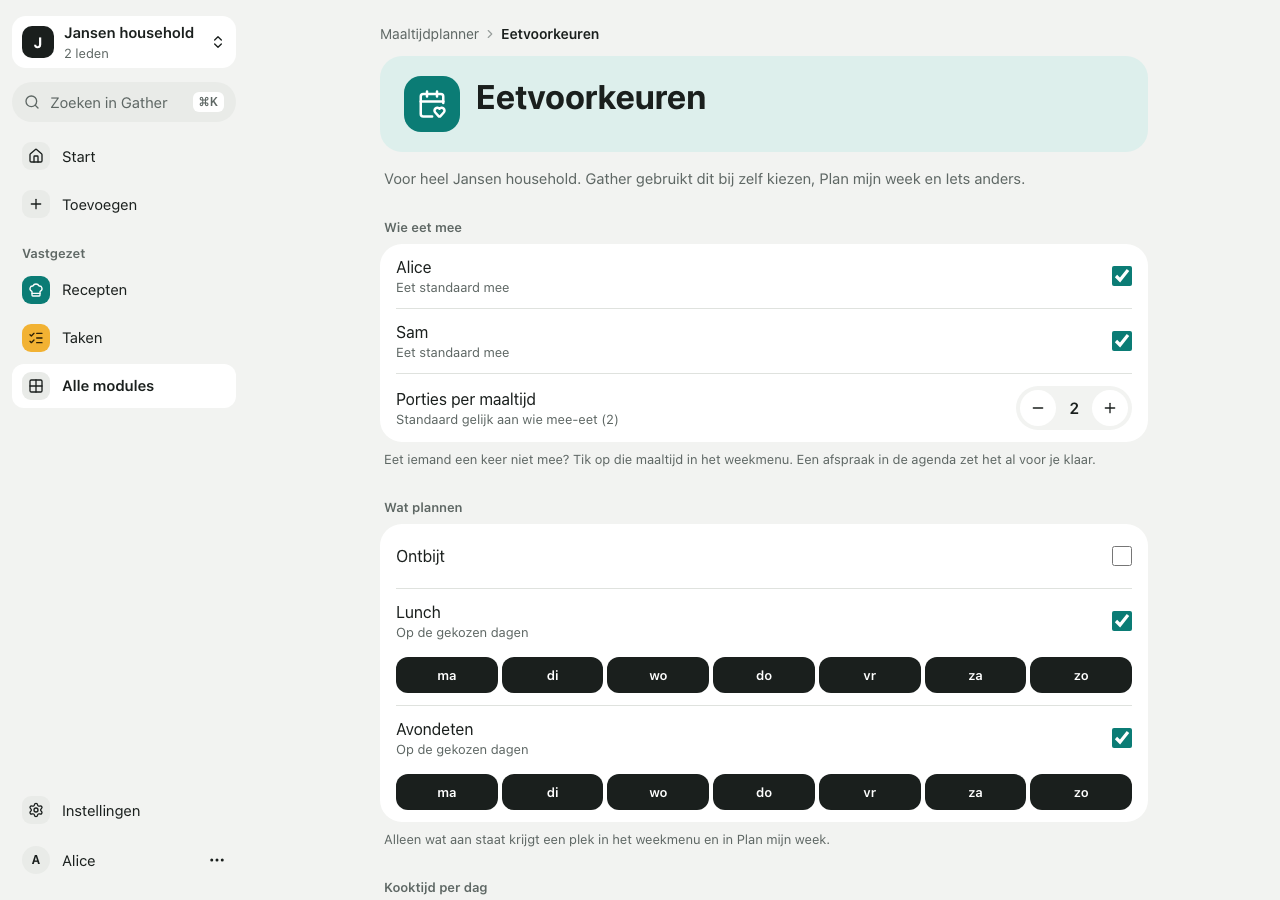 J
Jansen household
2 leden
Zoeken in Gather
⌘K
Start
Toevoegen
Vastgezet
Recepten
Taken
Alle modules
Instellingen
A
Alice
Maaltijdplanner
Eetvoorkeuren
Eetvoorkeuren
Voor heel Jansen household. Gather gebruikt dit bij zelf kiezen, Plan mijn week en Iets anders.
Wie eet mee
Alice
Eet standaard mee
Sam
Eet standaard mee
Porties per maaltijd
Standaard gelijk aan wie mee-eet (2)
2
Eet iemand een keer niet mee? Tik op die maaltijd in het weekmenu. Een afspraak in de agenda zet het al voor je klaar.
Wat plannen
Ontbijt
Lunch
Op de gekozen dagen
ma di wo do vr za zo
Avondeten
Op de gekozen dagen
ma di wo do vr za zo
Alleen wat aan staat krijgt een plek in het weekmenu en in Plan mijn week.
Kooktijd per dag